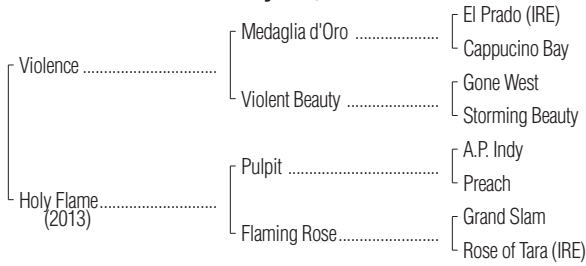 El Prado (IRE)
Medaglia d'Oro
Cappucino Bay
Violence
Gone West
Violent Beauty
Storming Beauty
A.P. Indy
Pulpit
Preach
Holy Flame
(2013)
Grand Slam
Flaming Rose
Rose of Tara (IRE)